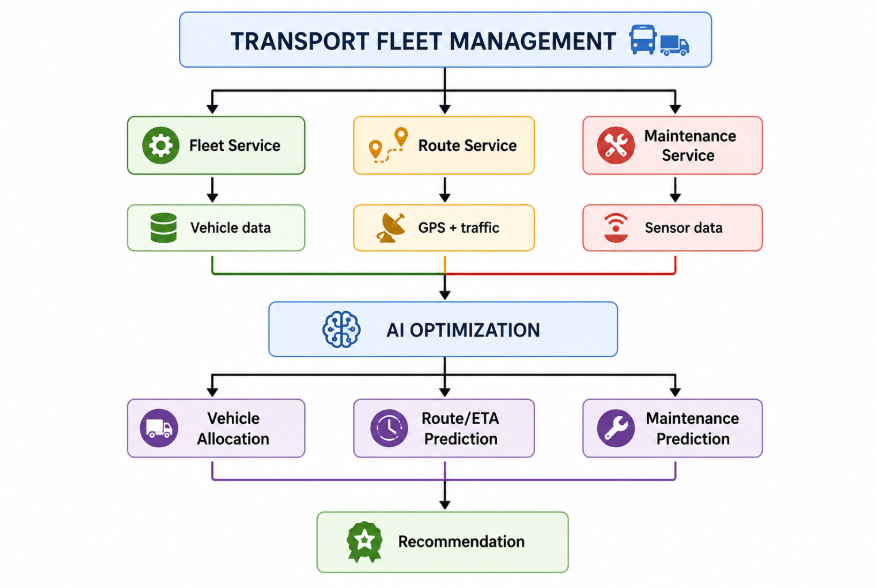 TRANSPORT FLEET MANAGEMENT
Fleet Service
Route Service
Maintenance
Service
Vehicle data
GPS + traffic
Sensor data
AI OPTIMIZATION
Vehicle
Allocation
Route/ETA
Prediction
Maintenance
Prediction
Recommendation